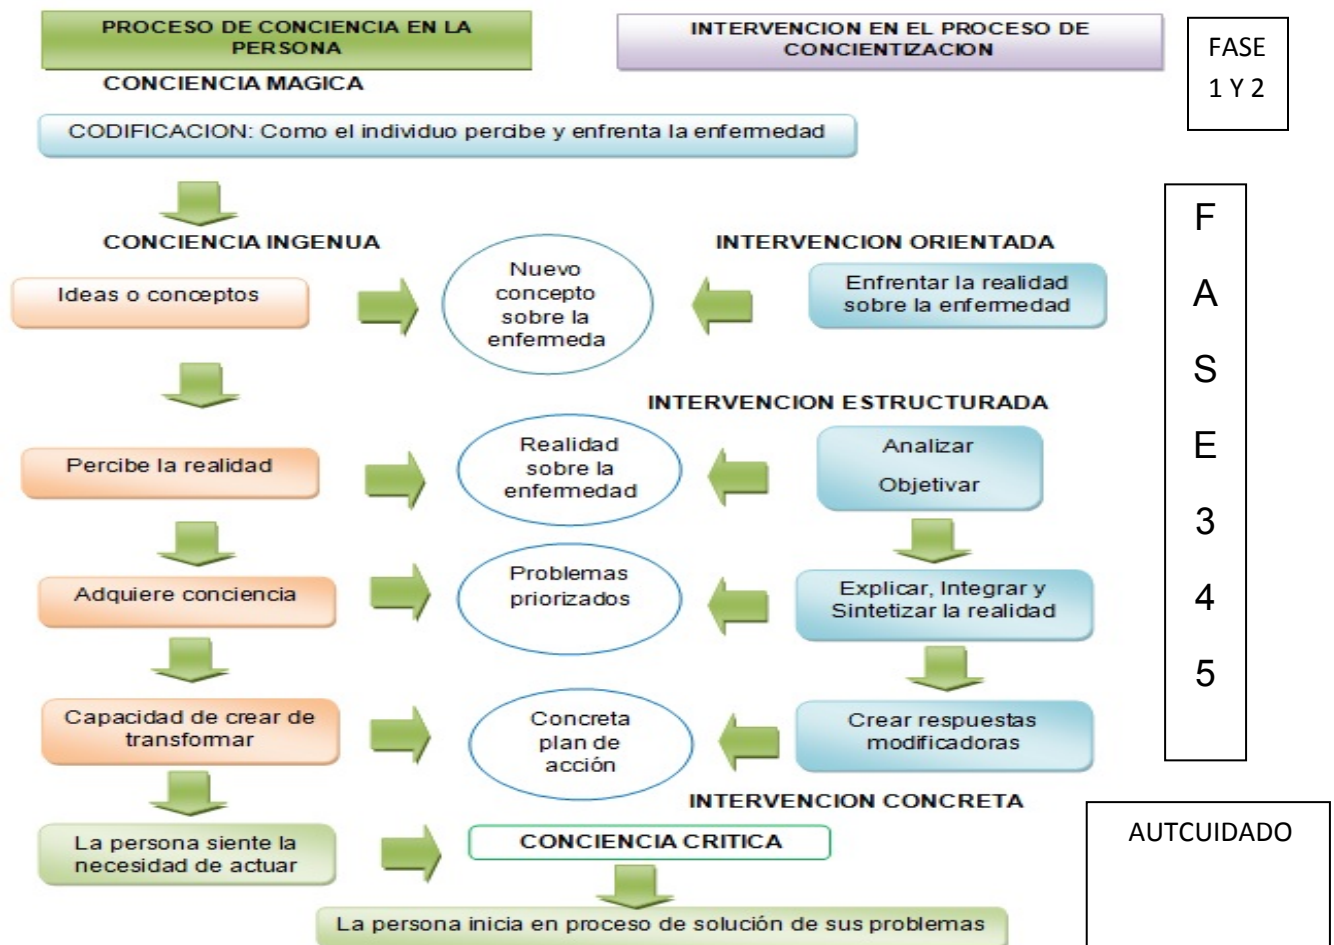 PROCESO DE CONCIENCIA EN LA
PERSONA
INTERVENCION EN EL PROCESO DE
CONCIENTIZACION
FASE
1 Y 2
CONCIENCIA MAGICA
CODIFICACION: Como el individuo percibe y enfrenta la enfermedad
CONCIENCIA INGENUA
INTERVENCION ORIENTADA
Ideas o conceptos
Nuevo
concepto
sobre la
enfermeda
Enfrentar la realidad
sobre la enfermedad
INTERVENCION ESTRUCTURADA
Percibe la realidad
Realidad
sobre la
enfermedad
Analizar
Objetivar
Adquiere conciencia
Problemas
priorizados
Explicar, Integrar y
Sintetizar la realidad
Capacidad de crear de
transformar
Concreta
plan de
acción
Crear respuestas
modificadoras
INTERVENCION CONCRETA
F
A
S
E
3
4
5
La persona siente la
necesidad de actuar
CONCIENCIA CRITICA
AUTCUIDADO
La persona inicia en proceso de solución de sus problemas